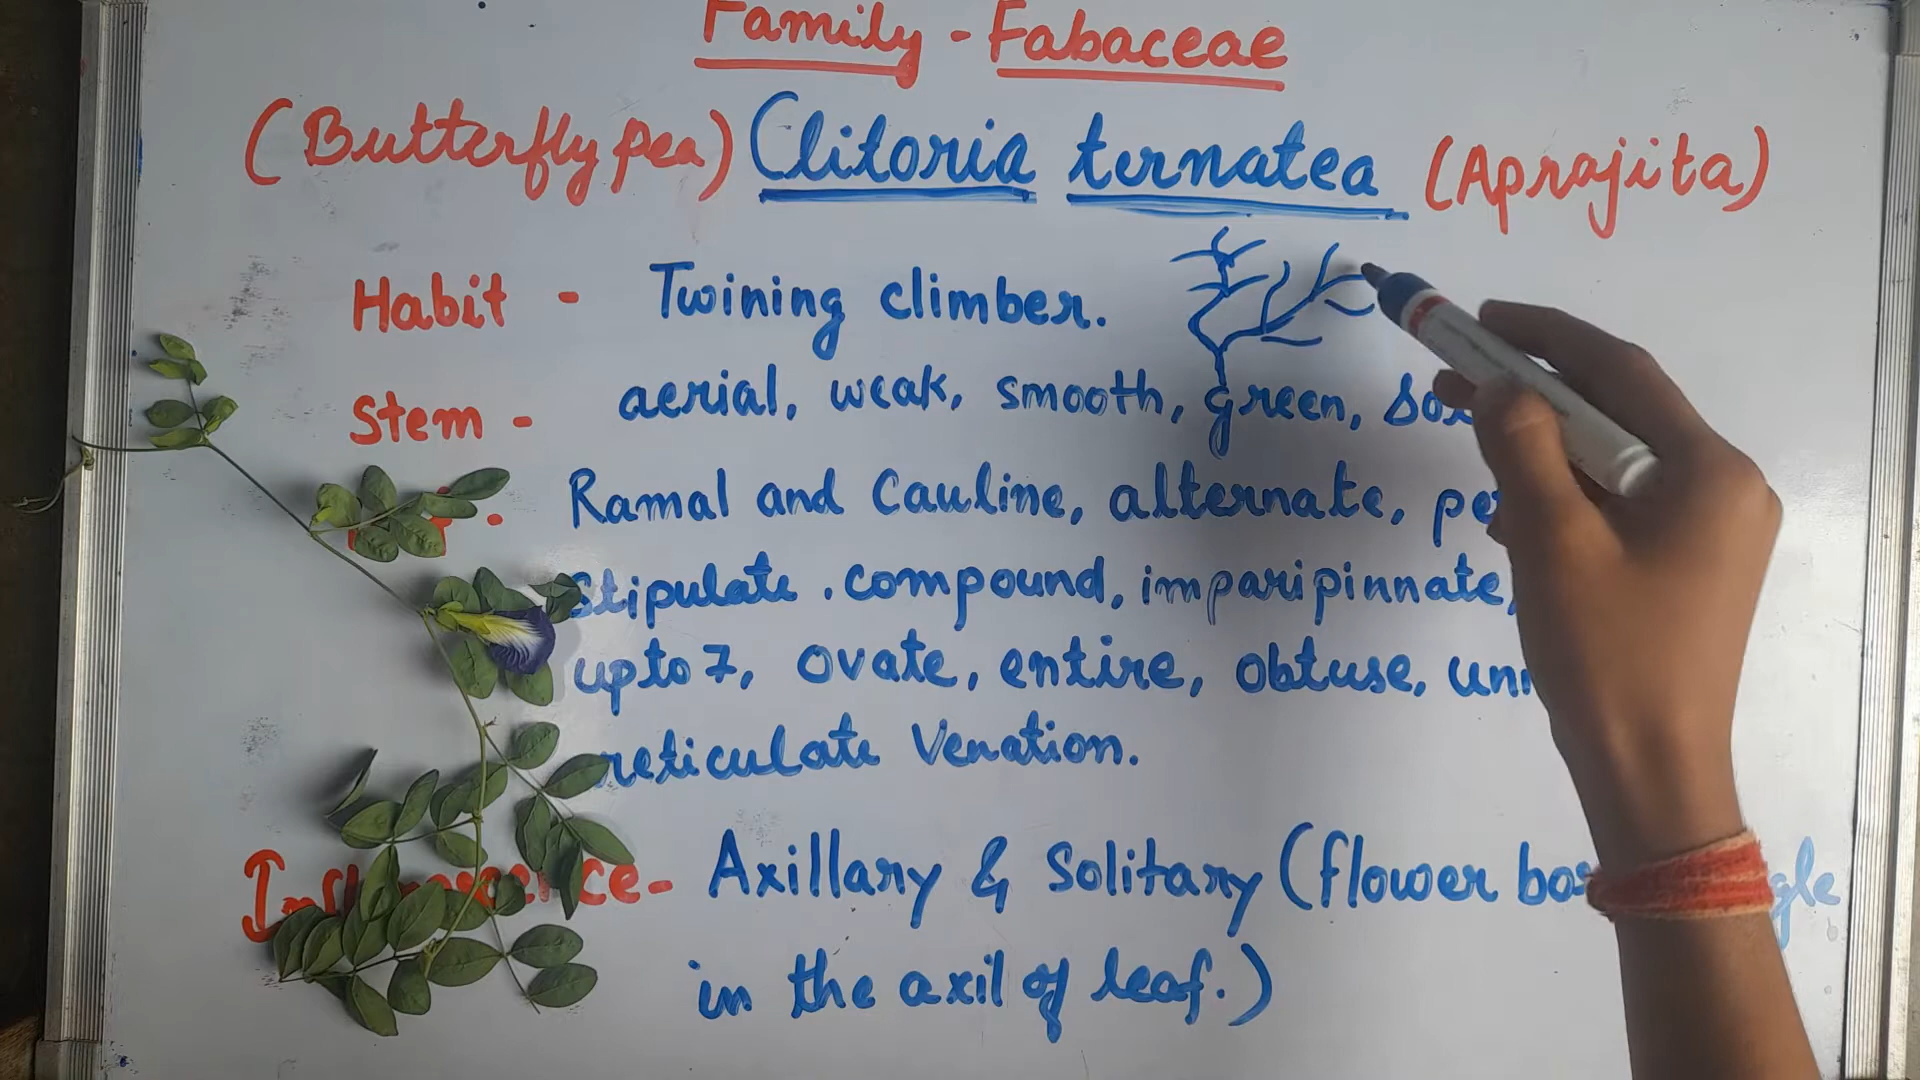 Family - Fabaceae
(Butterfly pea) Clitoria ternatea (Aprajita)
Habit - Twining climber.
Stem - aerial, weak, smooth, green,
Ramal and Cauline, alternate,
stipulate. compound, imparipinnate,
upto 7, ovate, entire, obtuse,
reticulate Venation.
Axillary & Solitary (flower
in the axil of leaf.)